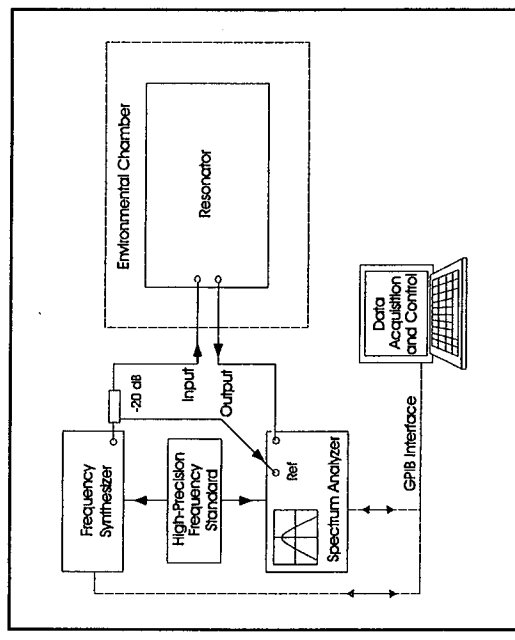 Environmental Chamber
Resonator
-20 dB
Input
Output
Frequency
Synthesizer
High-Precision
Frequency
Standard
Ref
Spectrum Analyzer
GPIB Interface
Data
Acquisition
and Control